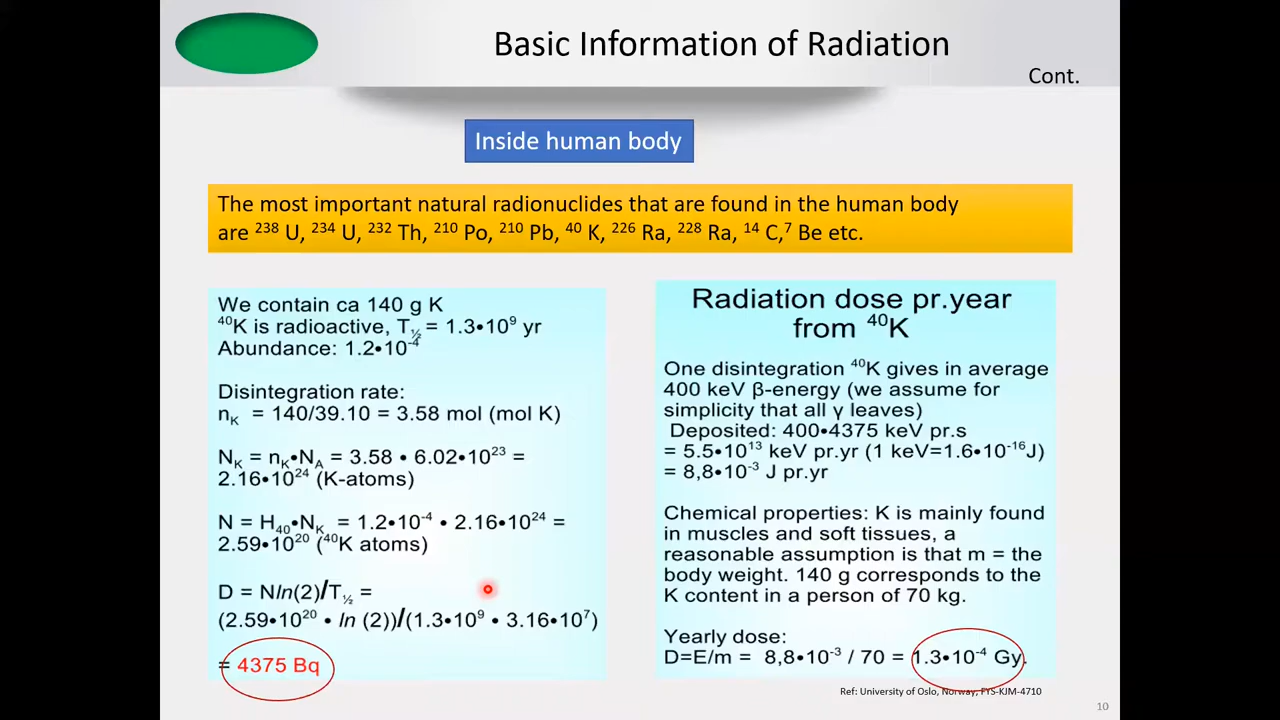 Basic Information of Radiation
Cont.
Inside human body
The most important natural radionuclides that are found in the human body
are ²³⁸ U, ²³⁴ U, ²³² Th, ²¹⁰ Po, ²¹⁰ Pb, ⁴⁰ K, ²²⁶ Ra, ²²⁸ Ra, ¹⁴ C,⁷ Be etc.
We contain ca 140 g K
⁴⁰K is radioactive, T½ = 1.3•10⁹ yr
Abundance: 1.2•10⁻⁴
Disintegration rate:
nK = 140/39.10 = 3.58 mol (mol K)
NK = nK•NA = 3.58 • 6.02•10²³ =
2.16•10²⁴ (K-atoms)
N = H₄₀•NK = 1.2•10⁻⁴ • 2.16•10²⁴ =
2.59•10²⁰ (⁴⁰K atoms)
D = Nln(2)/T½ =
(2.59•10²⁰ • ln (2))/(1.3•10⁹ • 3.16•10⁷)
= 4375 Bq
Radiation dose pr.year
from ⁴⁰K
One disintegration ⁴⁰K gives in average
400 keV β-energy (we assume for
simplicity that all γ leaves)
Deposited: 400•4375 keV pr.s
= 5.5•10¹³ keV pr.yr (1 keV=1.6•10⁻¹⁶J)
= 8,8•10⁻³ J pr.yr
Chemical properties: K is mainly found
in muscles and soft tissues, a
reasonable assumption is that m = the
body weight. 140 g corresponds to the
K content in a person of 70 kg.
Yearly dose:
D=E/m = 8,8•10⁻³ / 70 = 1.3•10⁻⁴ Gy.
Ref: University of Oslo, Norway, FYS-KJM-4710
10